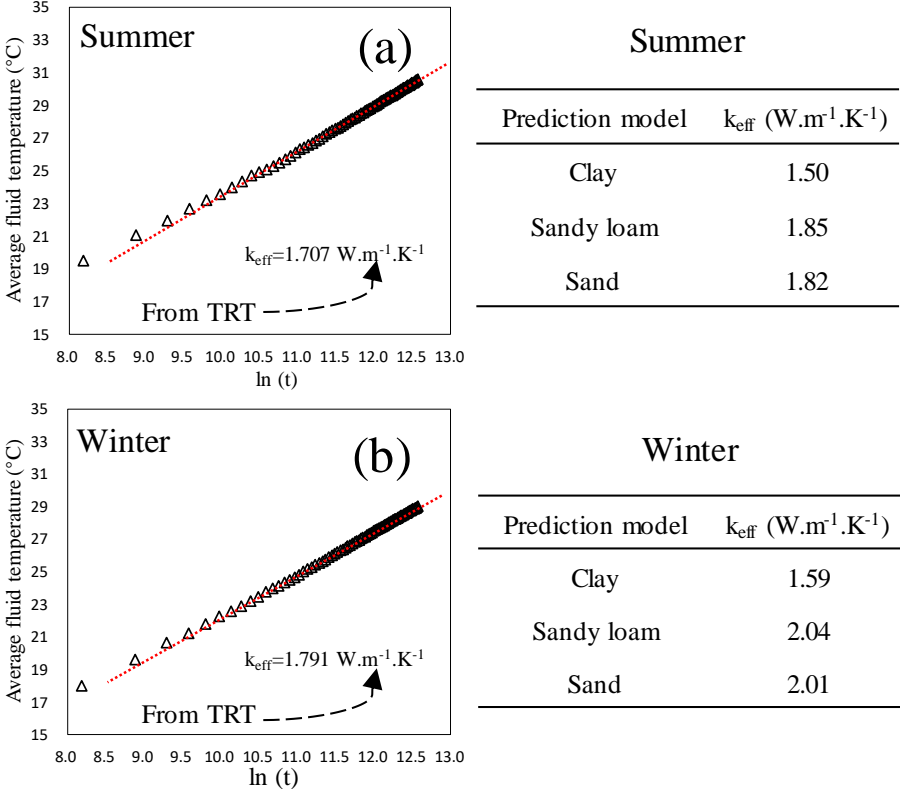 Summer
(a)
35
33
31
29
27
25
23
21
19
17
15
Average fluid temperature (°C)
k_eff=1.707 W.m⁻¹.K⁻¹
From TRT
8.0 9.0 9.5 10.0 10.5 11.0 11.5 12.0 12.5 13.0
8.5
ln (t)
Summer
Prediction model k_eff (W.m⁻¹.K⁻¹)
Clay 1.50
Sandy loam 1.85
Sand 1.82
Winter
(b)
35
33
31
29
27
25
23
21
19
17
15
Average fluid temperature (°C)
k_eff=1.791 W.m⁻¹.K⁻¹
From TRT
8.0 8.5 9.0 9.5 10.0 10.5 11.0 11.5 12.0 12.5 13.0
ln (t)
Winter
Prediction model k_eff (W.m⁻¹.K⁻¹)
Clay 1.59
Sandy loam 2.04
Sand 2.01